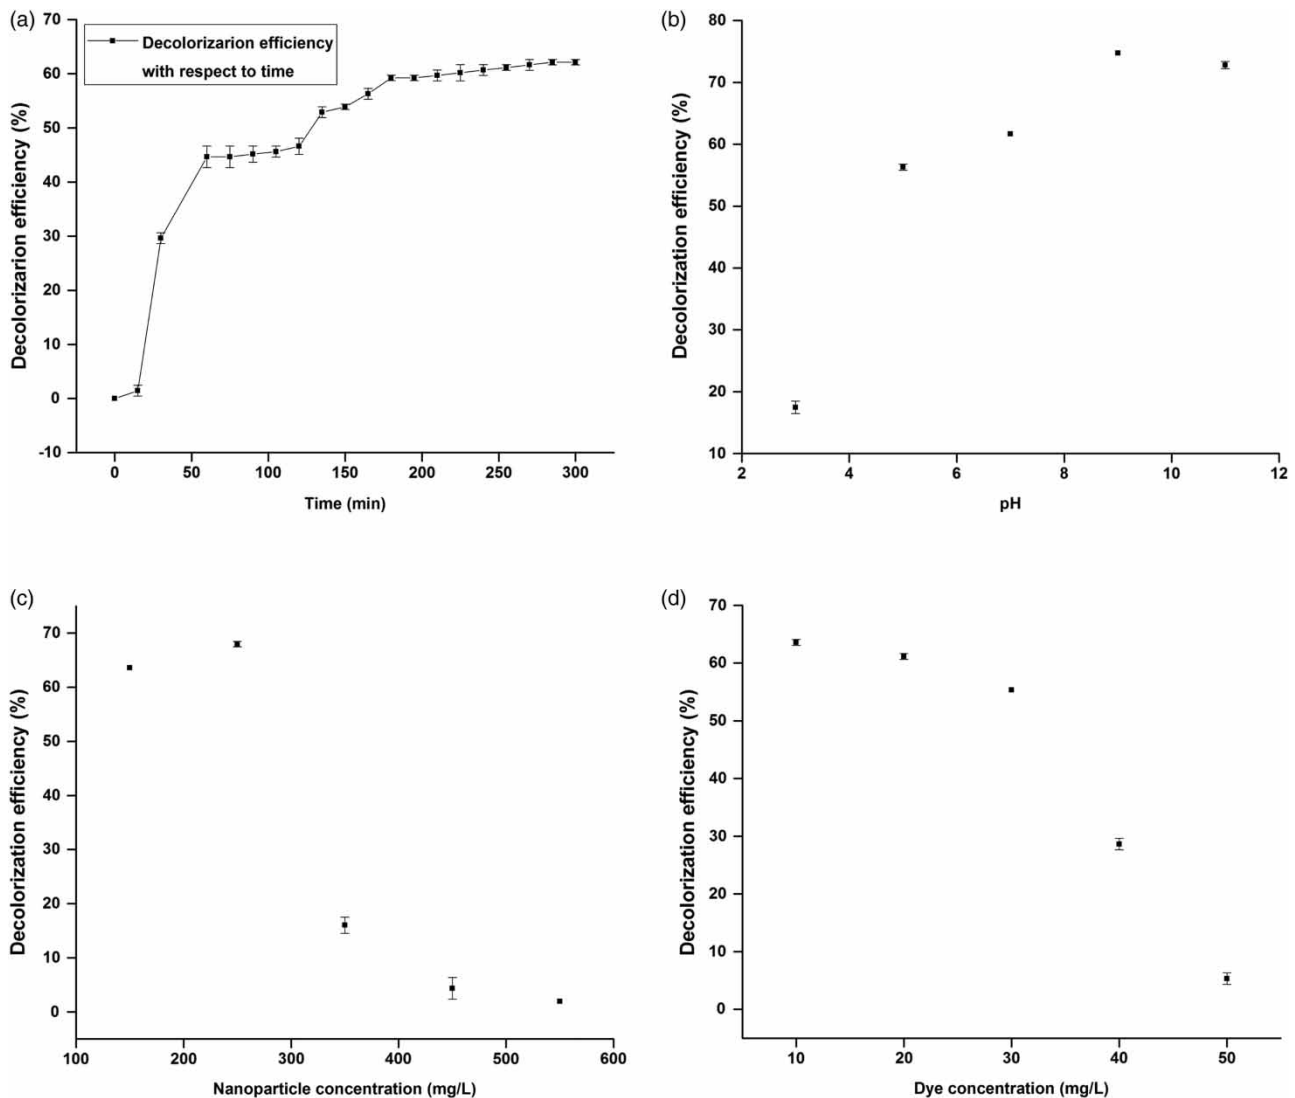 (a)
70
60
50
40
30
20
10
0
-10
Decolorizarion efficiency (%)
Decolorizarion efficiency
with respect to time
0 50 100 150 200 250 300
Time (min)
(b)
80
70
60
50
40
30
20
10
Decolorization efficiency (%)
2 4 6 8 10 12
pH
(c)
70
60
50
40
30
20
10
0
Decolorization efficiency (%)
100 200 300 400 500 600
Nanoparticle concentration (mg/L)
(d)
70
60
50
40
30
20
10
0
Decolorization efficiency (%)
10 20 30 40 50
Dye concentration (mg/L)